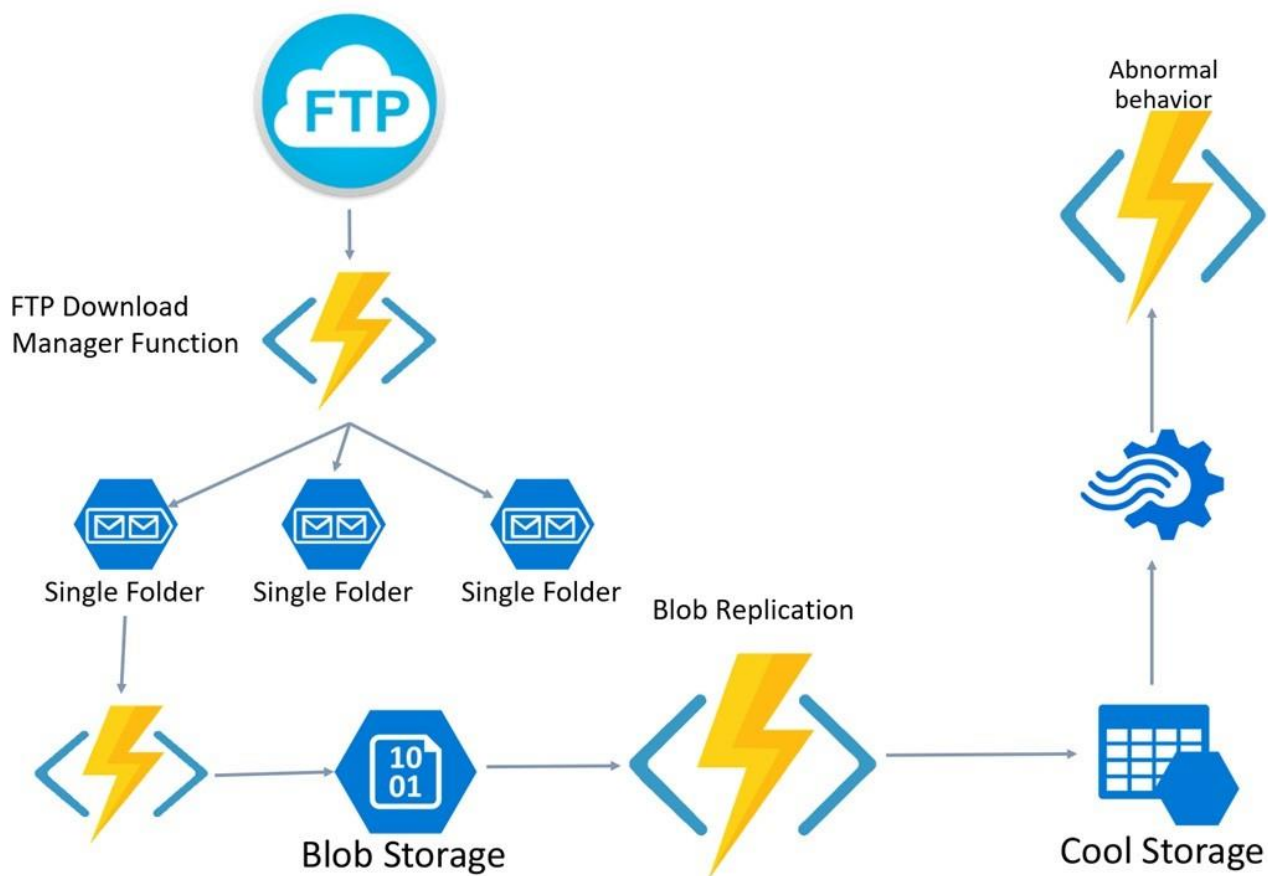 FTP
Abnormal
behavior
FTP Download
Manager Function
Single Folder
Single Folder
Single Folder
Blob Replication
10
01
Blob Storage
Cool Storage